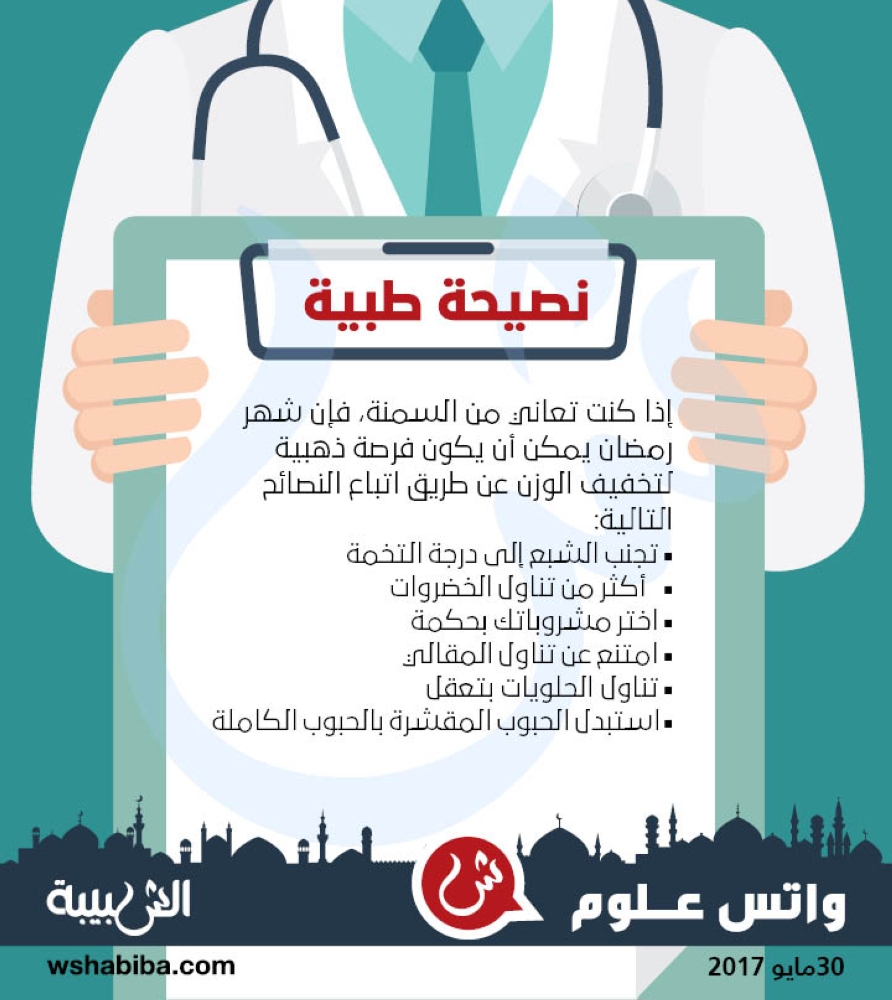 نصيحة طبية
إذا كنت تعاني من السمنة، فإن شهر
رمضان يمكن أن يكون فرصة ذهبية
لتخفيف الوزن عن طريق اتباع النصائح
التالية:
▪ تجنب الشبع إلى درجة التخمة
▪ أكثر من تناول الخضروات
▪ اختر مشروباتك بحكمة
▪ امتنع عن تناول المقالي
▪ تناول الحلويات بتعقل
▪ استبدل الحبوب المقشرة بالحبوب الكاملة
واتس علوم
ش
الشبيبة
30مايو 2017
wshabiba.com